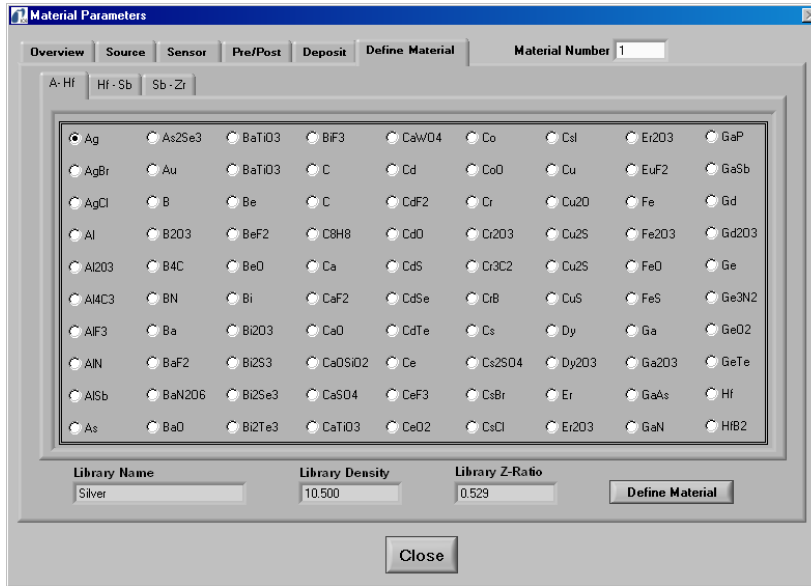 Material Parameters
Overview Source Sensor Pre/Post Deposit Define Material Material Number 1
A-Hf Hf - Sb Sb - Zr
Ag As2Se3 BaTiO3 BiF3 CaWO4 Co CsI Er2O3 GaP
AgBr Au BaTiO3 C Cd CoO Cu EuF2 GaSb
AgCl B Be C CdF2 Cr Cu2O Fe Gd
Al B2O3 BeF2 C8H8 CdO Cr2O3 Cu2S Fe2O3 Gd2O3
Al2O3 B4C BeO Ca CdS Cr3C2 Cu2S FeO Ge
Al4C3 BN Bi CaF2 CdSe CrB CuS FeS Ge3N2
AlF3 Ba Bi2O3 CaO CdTe Cs Dy Ga GeO2
AlN BaF2 Bi2S3 CaOSiO2 Ce Cs2SO4 Dy2O3 Ga2O3 GeTe
AlSb BaN2O6 Bi2Se3 CaSO4 CeF3 CsBr Er GaAs Hf
As BaO Bi2Te3 CaTiO3 CeO2 CsCl Er2O3 GaN HfB2
Library Name Library Density Library Z-Ratio
Silver 10.500 0.529 Define Material
Close